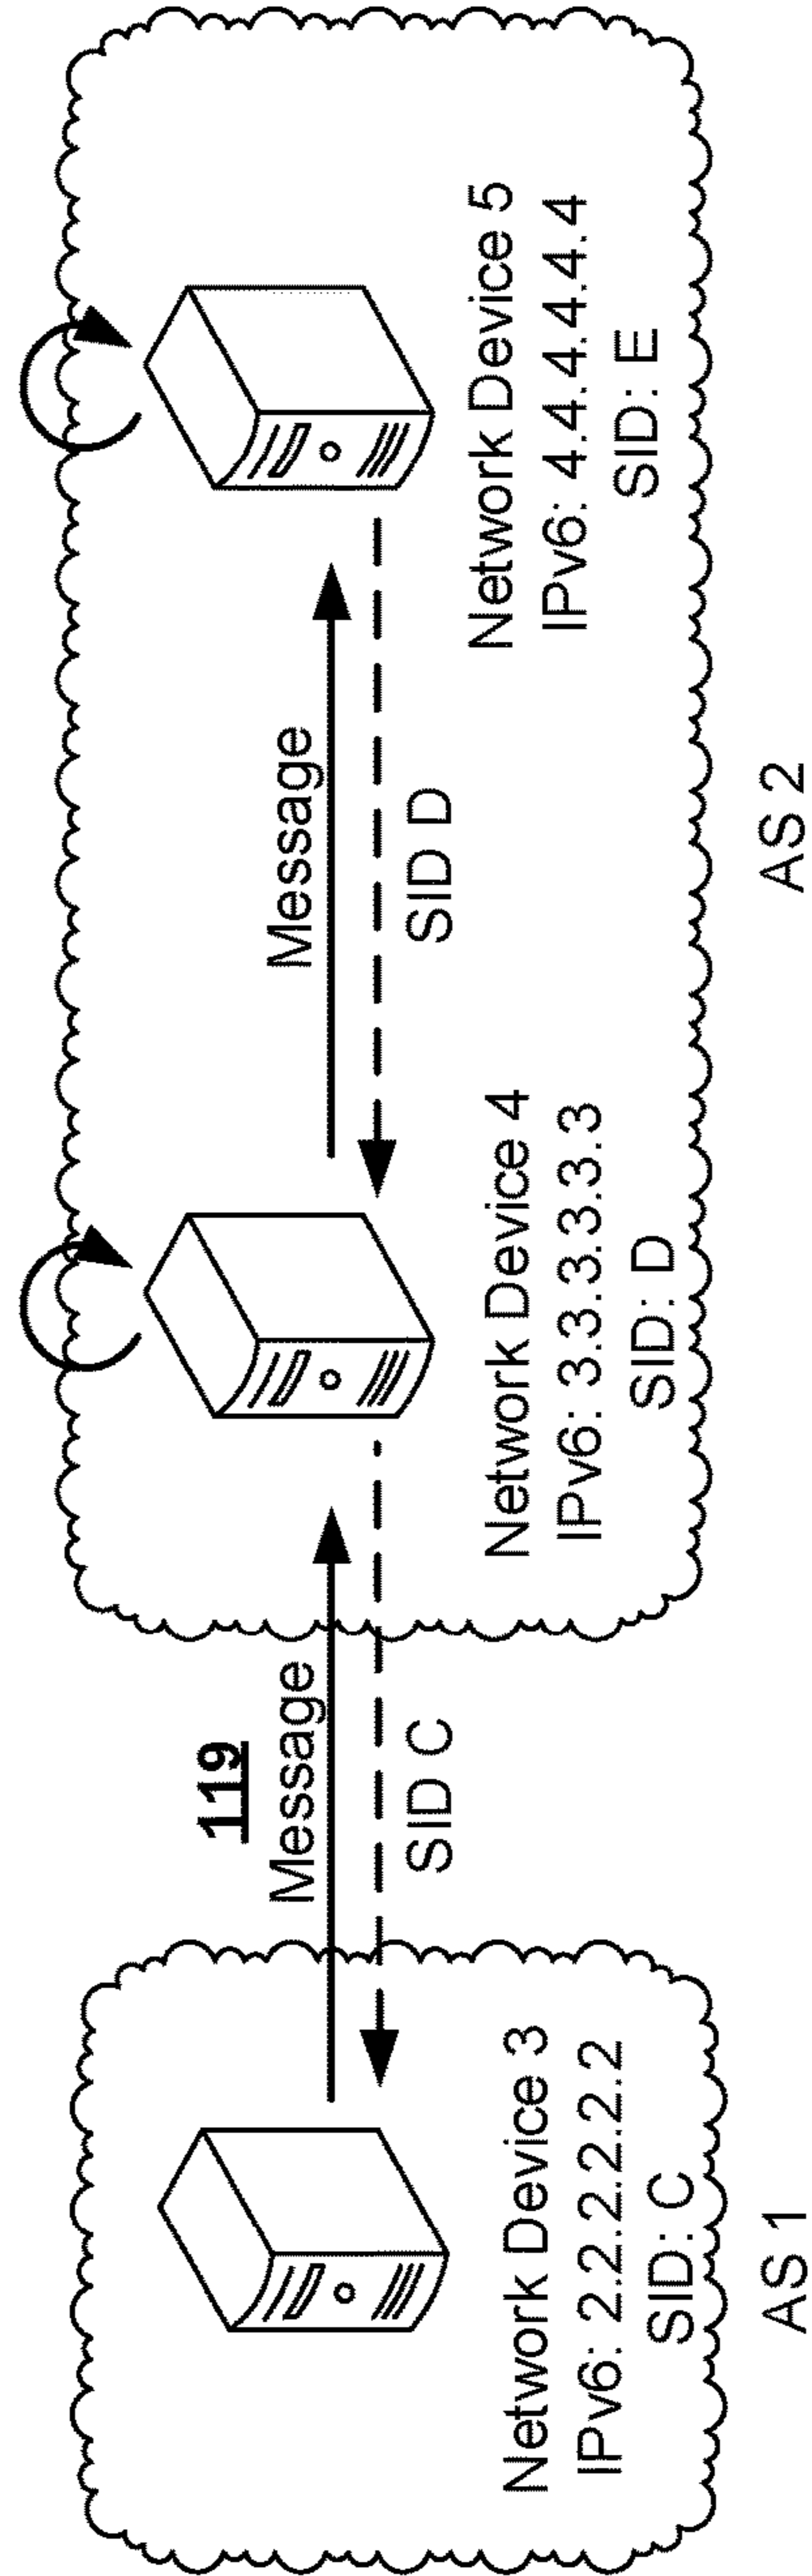 119
Message
SID C
Message
SID D
Network Device 3
IPv6: 2.2.2.2.2.2
SID: C
Network Device 4
IPv6: 3.3.3.3.3.3
SID: D
Network Device 5
IPv6: 4.4.4.4.4.4
SID: E
AS 1
AS 2